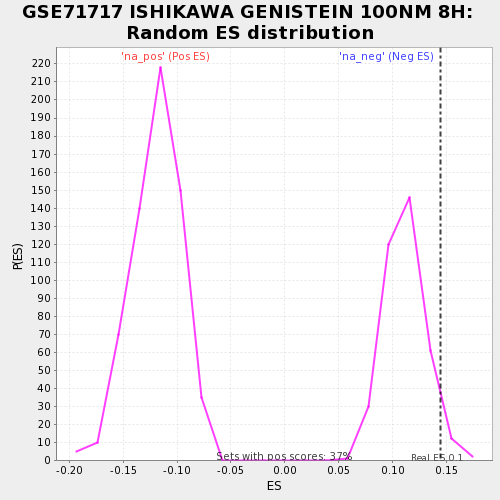 GSE71717 ISHIKAWA GENISTEIN 100NM 8H:
Random ES distribution
'na_pos' (Pos ES) 'na_neg' (Neg ES)
220
210
200
190
180
170
160
150
140
130
120
110
100
90
80
70
60
50
40
30
20
10
0
P(ES)
Sets with pos scores: 37%
Real ES 0.1
-0.20 -0.15 -0.10 -0.05 0.00 0.05 0.10 0.15
ES